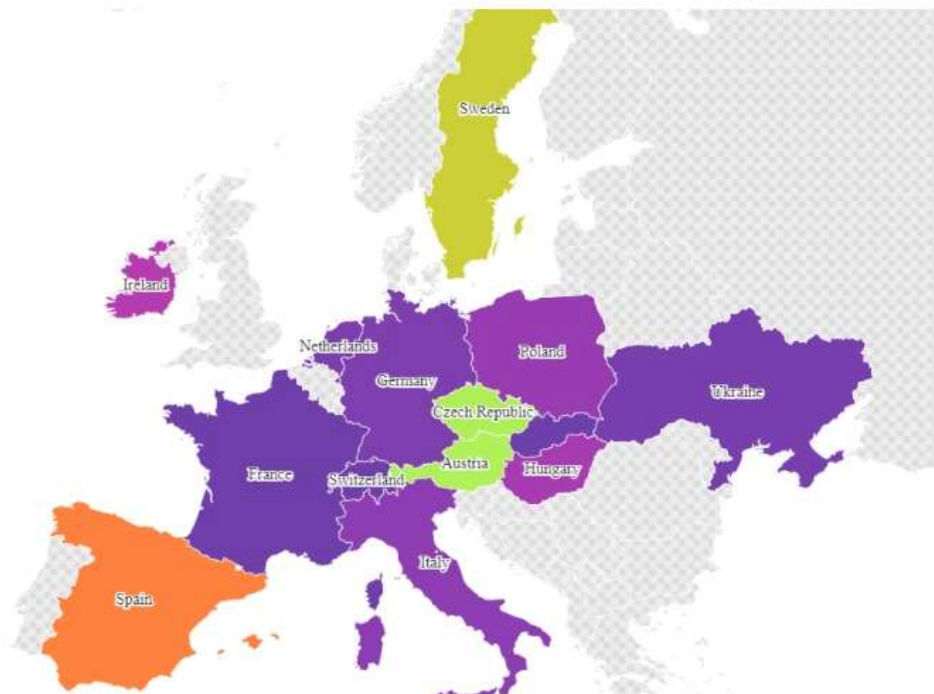 Sweden
Ireland
Netherlands
Poland
Germany
Ukraine
Czech Republic
Austria
Hungary
France
Switzerland
Italy
Spain